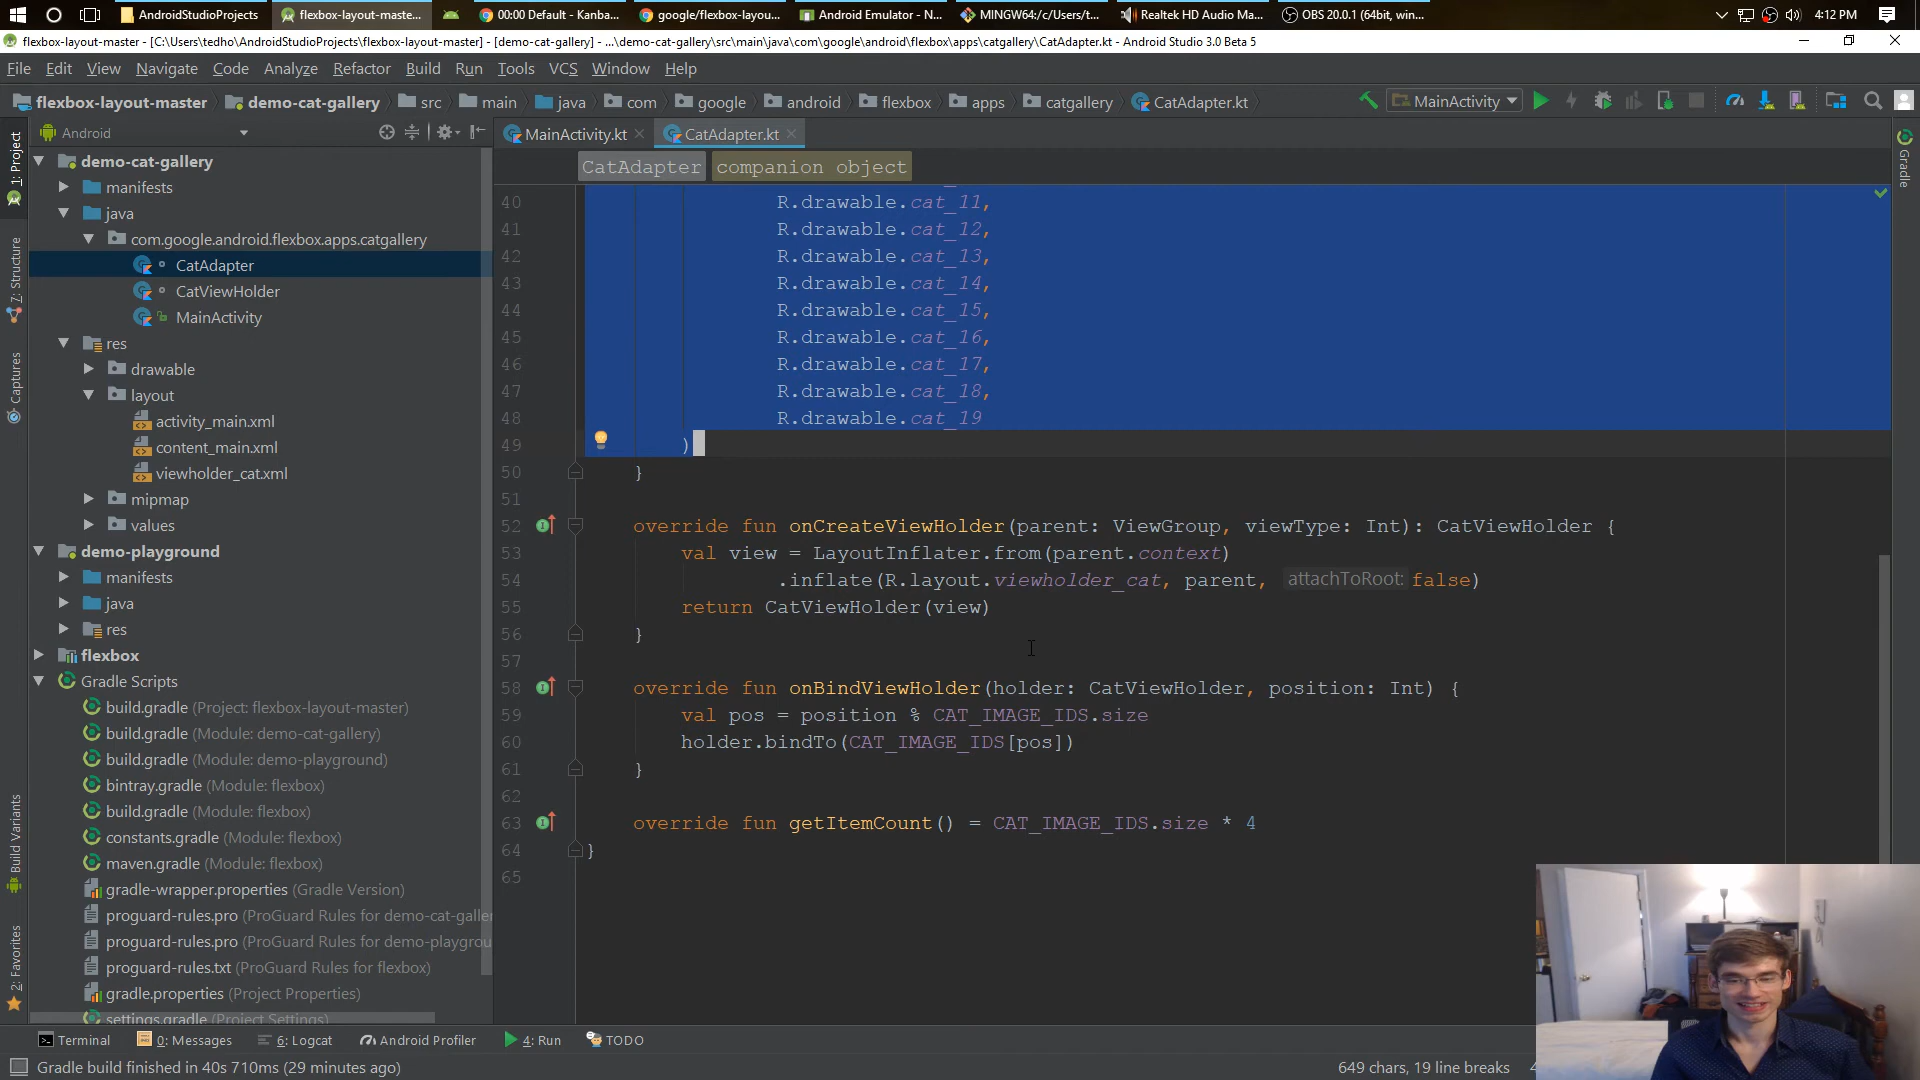 AndroidStudioProjects
flexbox-layout-maste...
00:00 Default - Kanba...
google/flexbox-layou...
Android Emulator - N...
MINGW64:/c/Users/t...
Realtek HD Audio Ma...
OBS 20.0.1 (64bit, win...
4:12 PM
flexbox-layout-master - [C:\Users\tedho\AndroidStudioProjects\flexbox-layout-master] - [demo-cat-gallery] - ...\demo-cat-gallery\src\main\java\com\google\android\flexbox\apps\catgallery\CatAdapter.kt - Android Studio 3.0 Beta 5
File Edit View Navigate Code Analyze Refactor Build Run Tools VCS Window Help
flexbox-layout-master demo-cat-gallery src main java com google android flexbox apps catgallery CatAdapter.kt MainActivity
Android
MainActivity.kt CatAdapter.kt
CatAdapter companion object
1: Project
7: Structure
Captures
Build Variants
2: Favorites
Gradle
demo-cat-gallery
manifests
java
com.google.android.flexbox.apps.catgallery
CatAdapter
CatViewHolder
MainActivity
res
drawable
layout
activity_main.xml
content_main.xml
viewholder_cat.xml
mipmap
values
demo-playground
manifests
java
res
flexbox
Gradle Scripts
build.gradle (Project: flexbox-layout-master)
build.gradle (Module: demo-cat-gallery)
build.gradle (Module: demo-playground)
bintray.gradle (Module: flexbox)
build.gradle (Module: flexbox)
constants.gradle (Module: flexbox)
maven.gradle (Module: flexbox)
gradle-wrapper.properties (Gradle Version)
proguard-rules.pro (ProGuard Rules for demo-cat-galler
proguard-rules.pro (ProGuard Rules for demo-playgrou
proguard-rules.txt (ProGuard Rules for flexbox)
gradle.properties (Project Properties)
settings.gradle (Project Settings)
40 R.drawable.cat_11,
41 R.drawable.cat_12,
42 R.drawable.cat_13,
43 R.drawable.cat_14,
44 R.drawable.cat_15,
45 R.drawable.cat_16,
46 R.drawable.cat_17,
47 R.drawable.cat_18,
48 R.drawable.cat_19
49 )
50 }
51
52 override fun onCreateViewHolder(parent: ViewGroup, viewType: Int): CatViewHolder {
53 val view = LayoutInflater.from(parent.context)
54 .inflate(R.layout.viewholder_cat, parent, attachToRoot: false)
55 return CatViewHolder(view)
56 }
57
58 override fun onBindViewHolder(holder: CatViewHolder, position: Int) {
59 val pos = position % CAT_IMAGE_IDS.size
60 holder.bindTo(CAT_IMAGE_IDS[pos])
61 }
62
63 override fun getItemCount() = CAT_IMAGE_IDS.size * 4
64 }
65
Terminal 0: Messages 6: Logcat Android Profiler 4: Run TODO
Gradle build finished in 40s 710ms (29 minutes ago)
649 chars, 19 line breaks